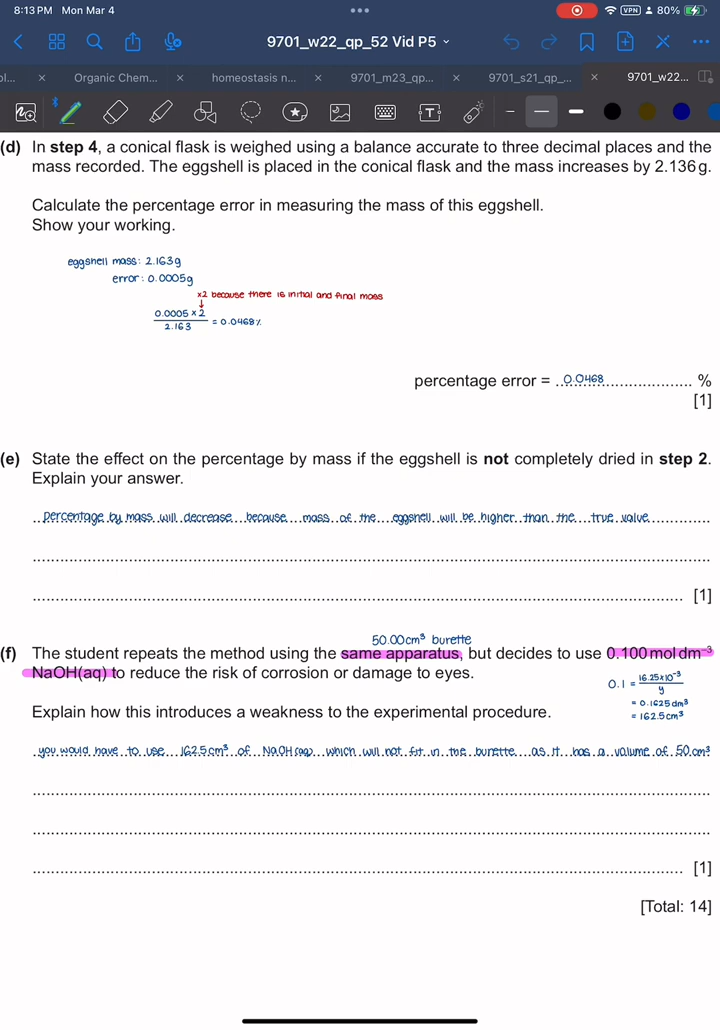 8:13 PM Mon Mar 4
VPN 80%
9701_w22_qp_52 Vid P5
ol... × Organic Chem... × homeostasis n... × 9701_m23_qp... × 9701_s21_qp_... × 9701_w22...
(d) In step 4, a conical flask is weighed using a balance accurate to three decimal places and the
mass recorded. The eggshell is placed in the conical flask and the mass increases by 2.136 g.
Calculate the percentage error in measuring the mass of this eggshell.
Show your working.
eggshell mass: 2.163g
error: 0.0005g
x2 because there is initial and final mass
0.0005 × 2
= 0.0468%
2.163
percentage error = ..0.0468.................... %
[1]
(e) State the effect on the percentage by mass if the eggshell is not completely dried in step 2.
Explain your answer.
percentage by mass will decrease because mass of the eggshell will be higher than the true value
[1]
50.00cm³ burette
(f) The student repeats the method using the same apparatus, but decides to use 0.100 mol dm⁻³
NaOH(aq) to reduce the risk of corrosion or damage to eyes.
0.1 = 16.25×10⁻³
y
= 0.1625dm³
Explain how this introduces a weakness to the experimental procedure.
= 162.5cm³
you would have to use 162.5cm³ of NaOH(aq) which will not fit in the burette as it has a volume of 50cm³
[1]
[Total: 14]